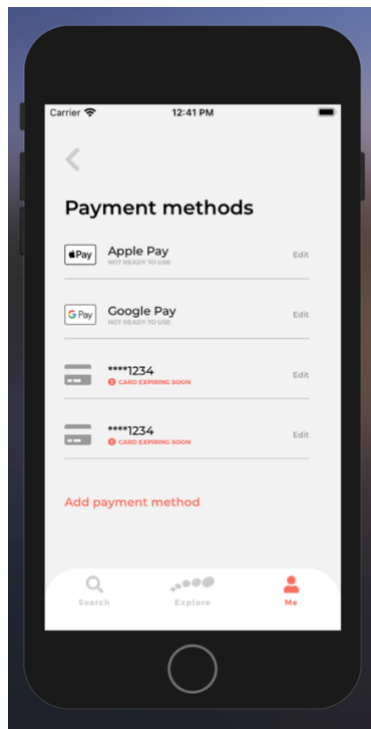 Carrier
12:41 PM
Payment methods
Pay
Apple Pay
NOT READY TO USE
Edit
G Pay
Google Pay
NOT READY TO USE
Edit
****1234
CARD EXPIRING SOON
Edit
****1234
CARD EXPIRING SOON
Edit
Add payment method
Search
Explore
Me